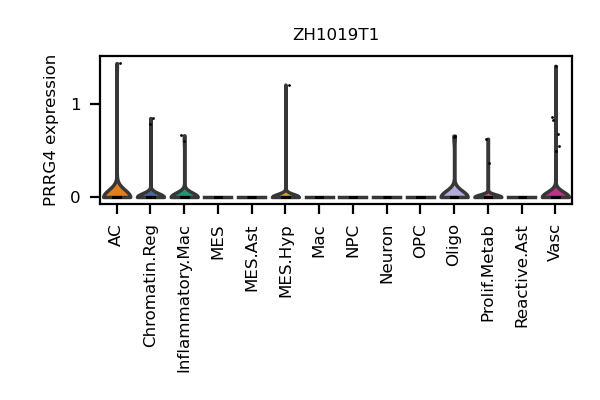 ZH1019T1
PRRG4 expression
1
0
AC
Chromatin.Reg
Inflammatory.Mac
MES
MES.Ast
MES.Hyp
Mac
NPC
Neuron
OPC
Oligo
Prolif.Metab
Reactive.Ast
Vasc